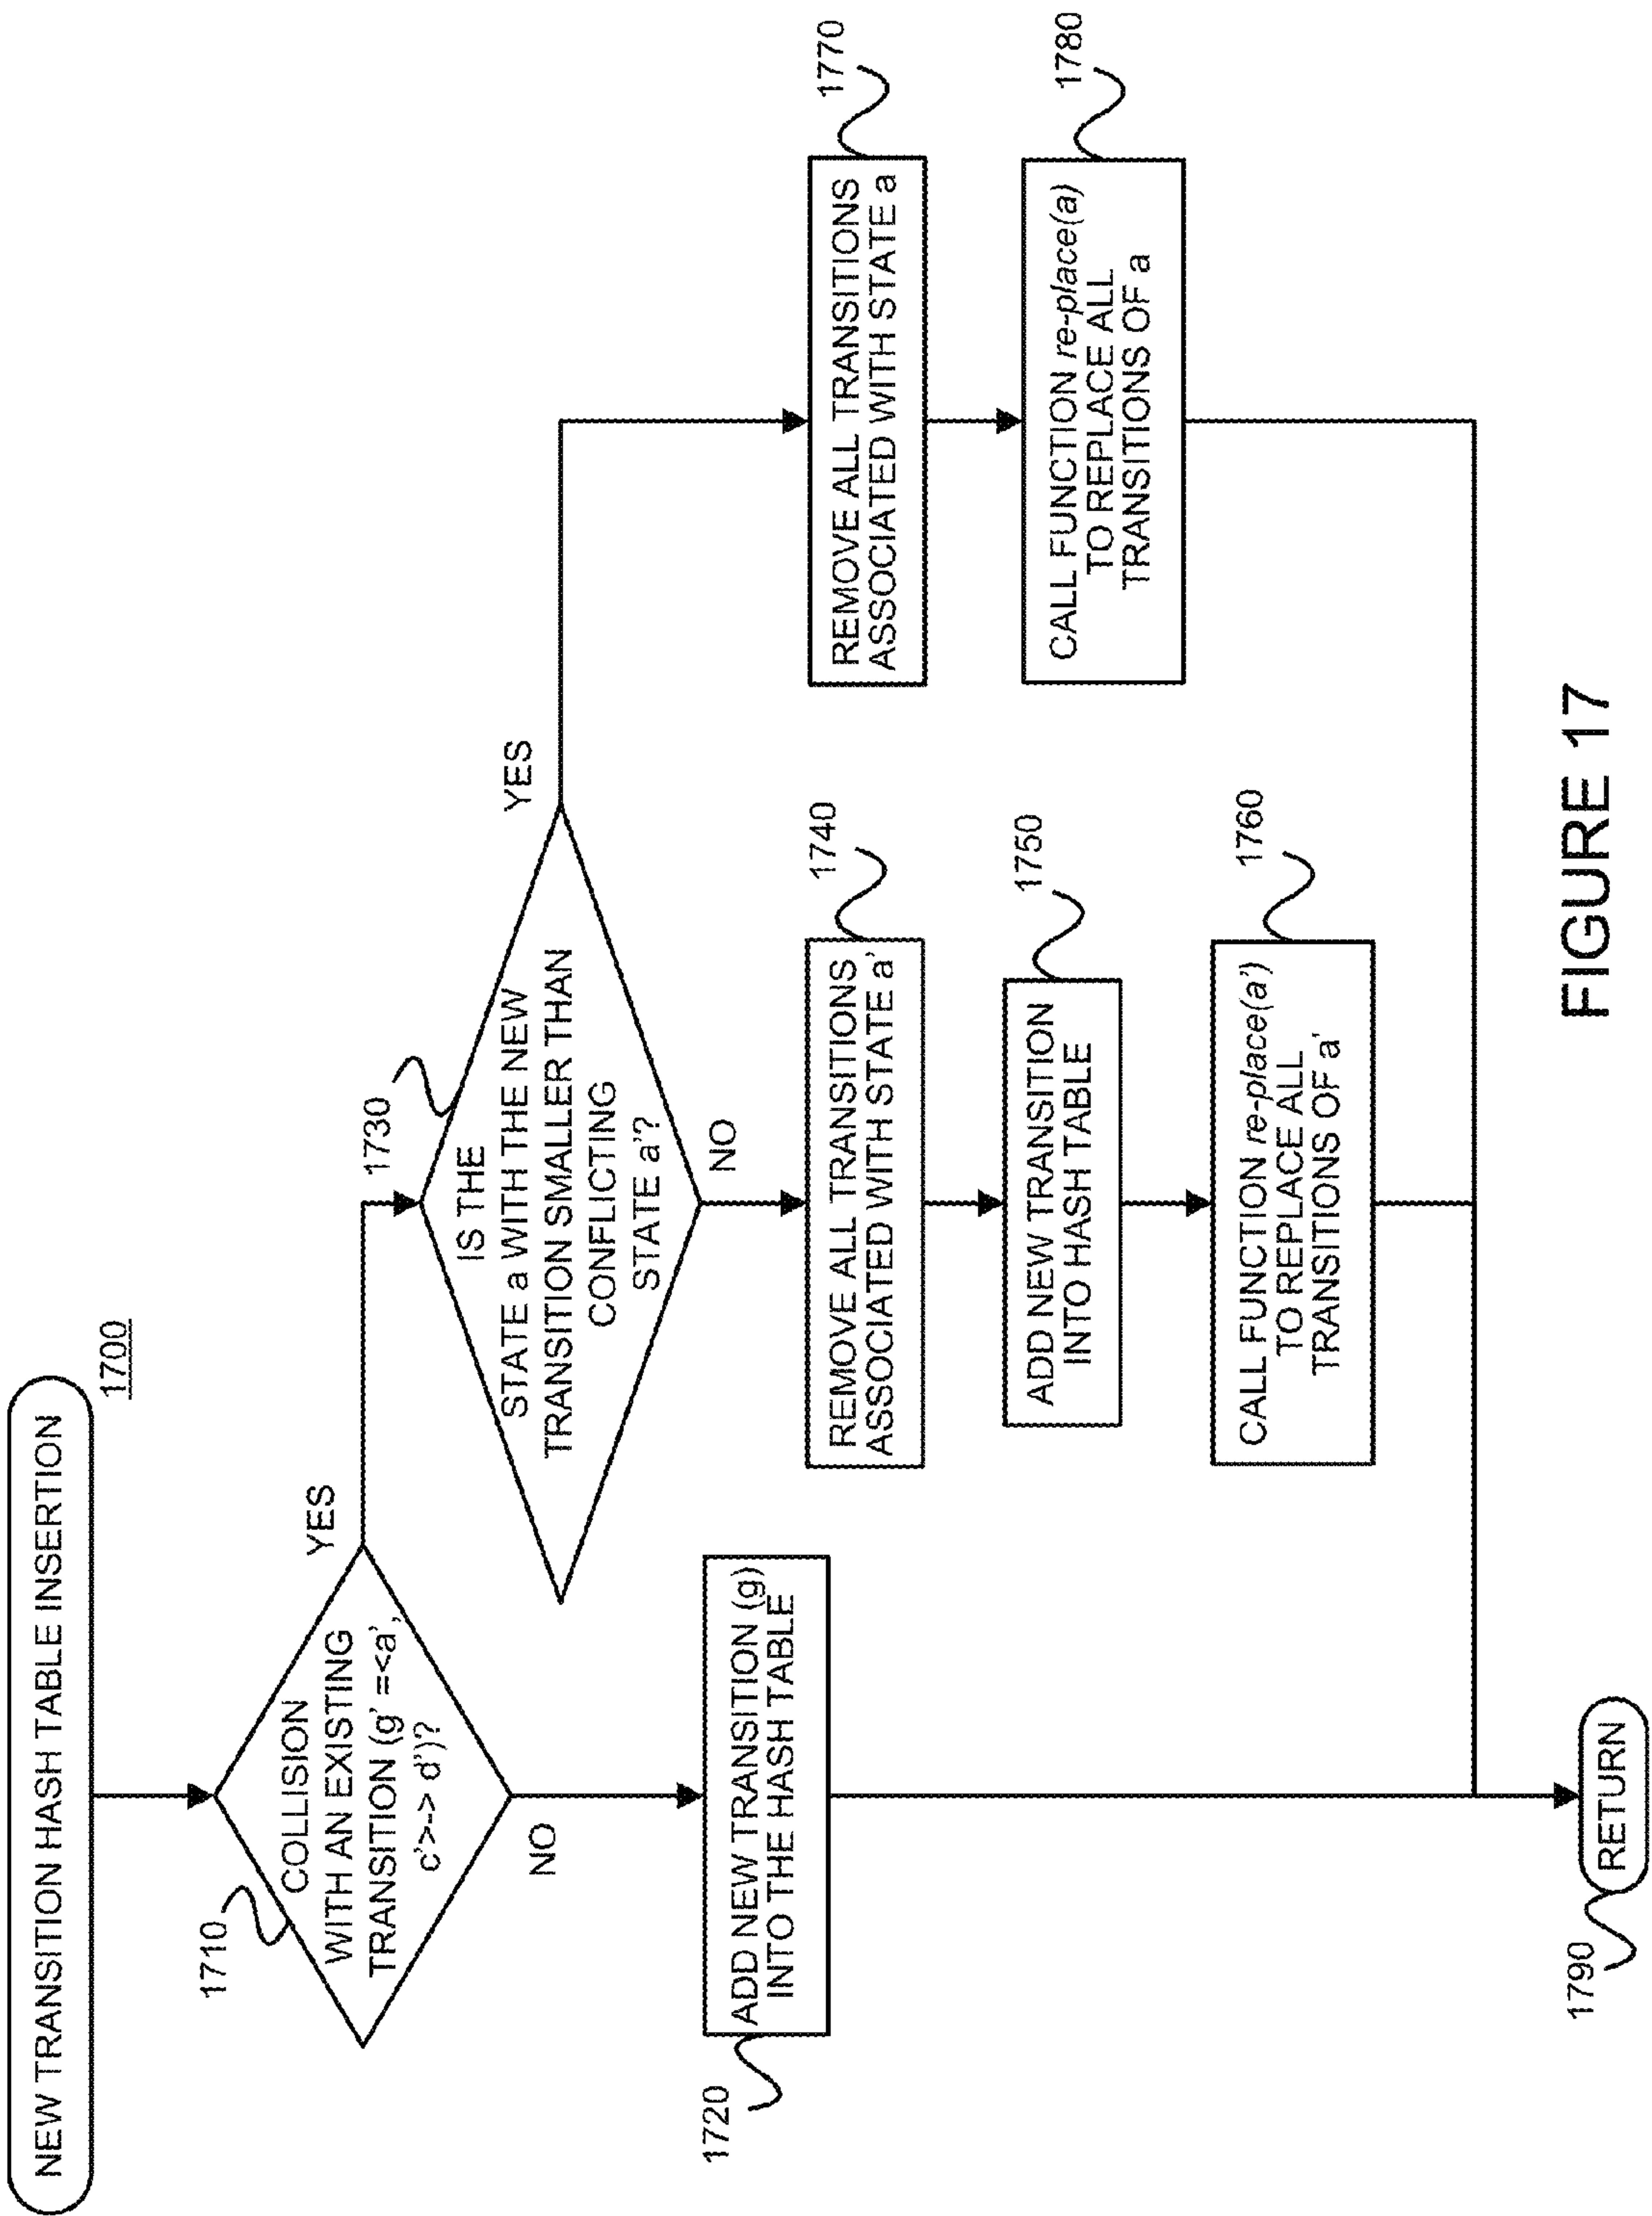 NEW TRANSITION HASH TABLE INSERTION
1700
1710
COLLISION
WITH AN EXISTING
TRANSITION (g' =<a',
c'>--> d')?
YES
NO
1720
ADD NEW TRANSITION (g)
INTO THE HASH TABLE
1730
IS THE
STATE a WITH THE NEW
TRANSITION SMALLER THAN
CONFLICTING
STATE a'?
YES
NO
1740
REMOVE ALL TRANSITIONS
ASSOCIATED WITH STATE a'
1750
ADD NEW TRANSITION
INTO HASH TABLE
1760
CALL FUNCTION re-place(a')
TO REPLACE ALL
TRANSITIONS OF a'
1770
REMOVE ALL TRANSITIONS
ASSOCIATED WITH STATE a
1780
CALL FUNCTION re-place(a)
TO REPLACE ALL
TRANSITIONS OF a
1790
RETURN
FIGURE 17